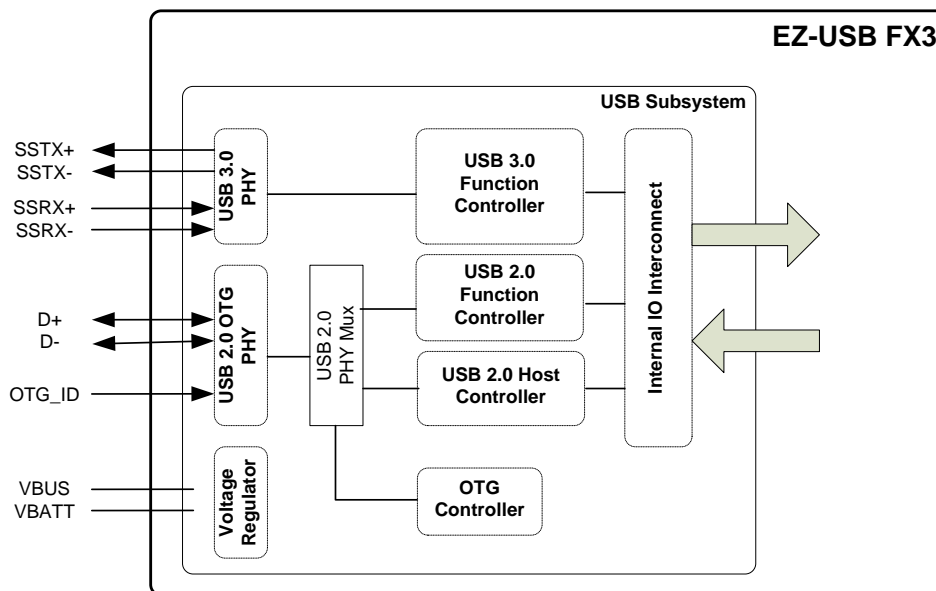 EZ-USB FX3
USB Subsystem
SSTX+
SSTX-
SSRX+
SSRX-
USB 3.0
PHY
USB 3.0
Function
Controller
Internal IO Interconnect
D+
D-
OTG_ID
USB 2.0 OTG
PHY
USB 2.0
PHY Mux
USB 2.0
Function
Controller
USB 2.0 Host
Controller
VBUS
VBATT
Voltage
Regulator
OTG
Controller